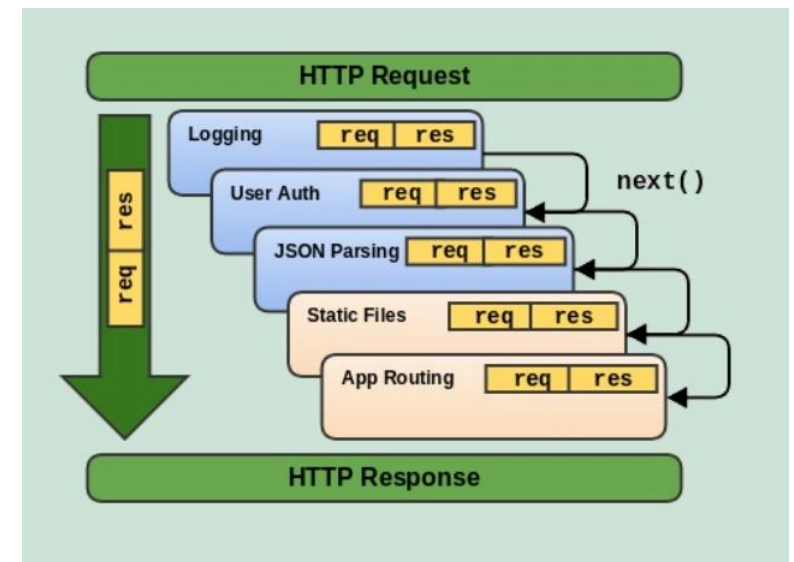 HTTP Request
Logging req res
next()
User Auth req res
JSON Parsing req res
Static Files req res
App Routing req res
req res
HTTP Response